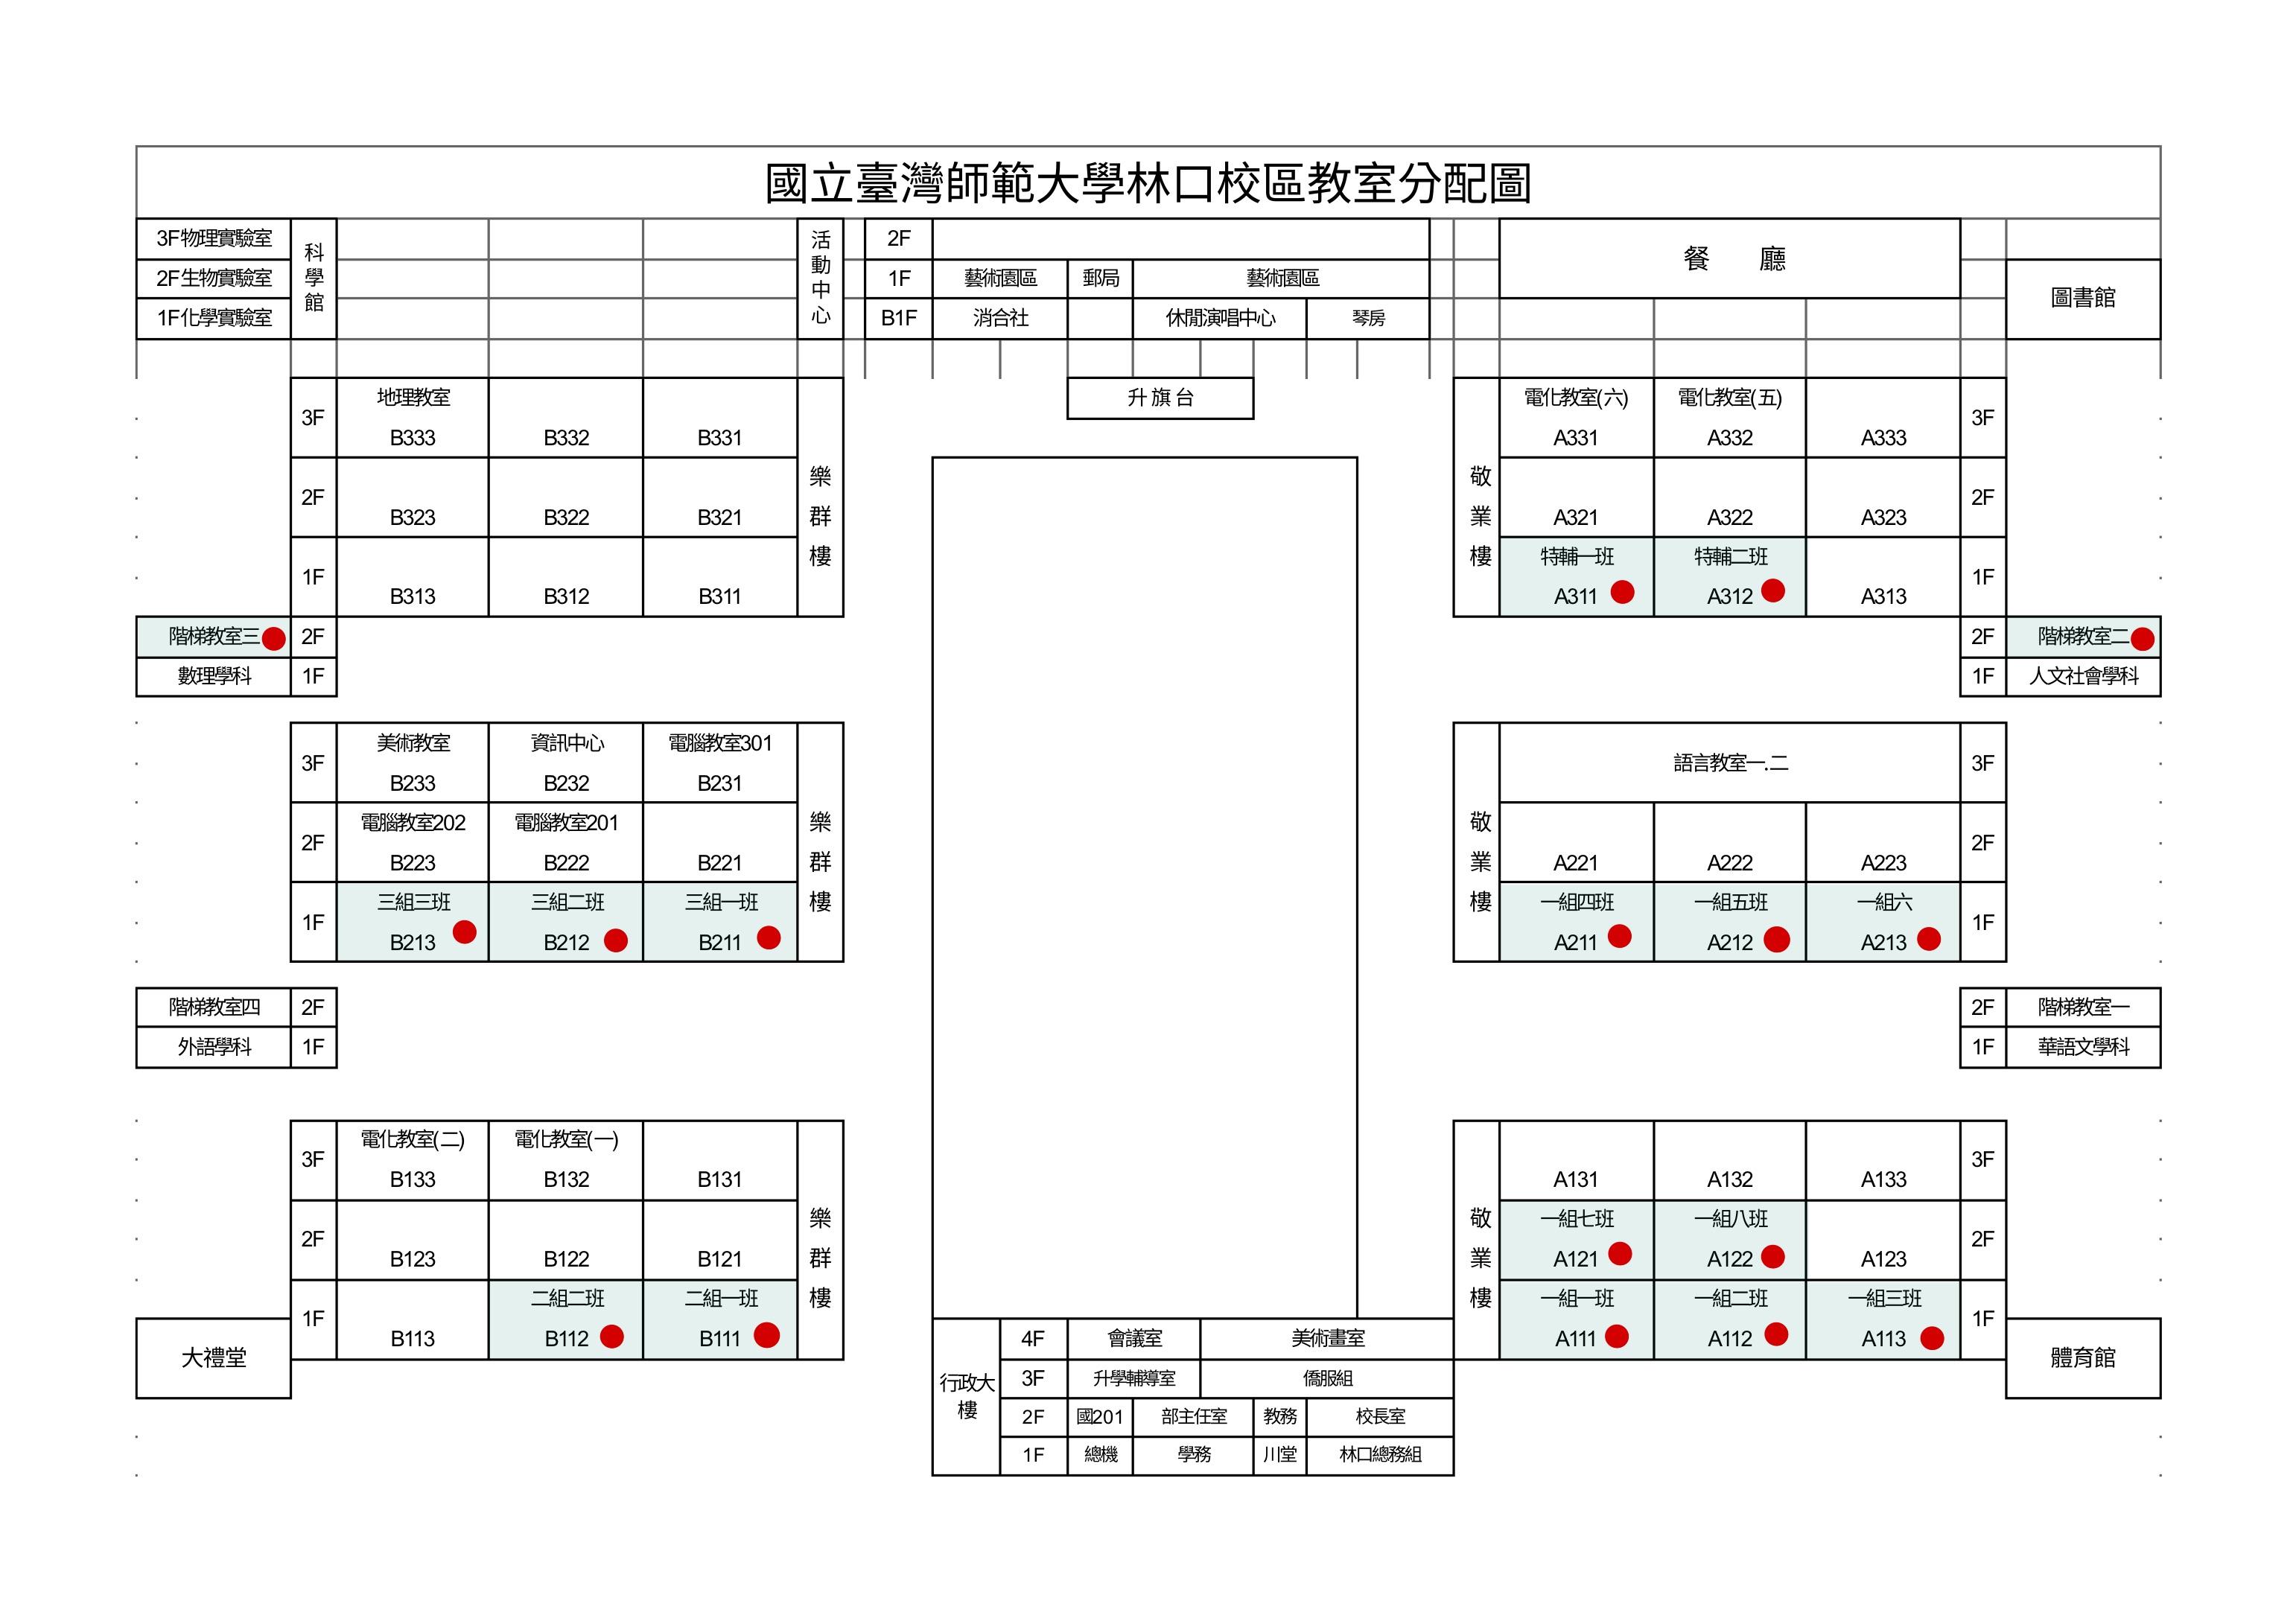 國立臺灣師範大學林口校區教室分配圖
3F物理實驗室
2F生物實驗室
1F化學實驗室
科學館
活動中心
2F
1F 藝術園區 郵局 藝術園區
B1F 消合社 休閒演唱中心 琴房
餐 廳
圖書館
升旗台
3F 地理教室
B333 B332 B331
2F B323 B322 B321
1F B313 B312 B311
樂群樓
階梯教室三 2F
數理學科 1F
敬業樓
電化教室(六) 電化教室(五) 3F
A331 A332 A333
A321 A322 A323 2F
特輔一班 特輔二班 1F
A311 A312 A313
2F 階梯教室二
1F 人文社會學科
3F 美術教室 資訊中心 電腦教室301
B233 B232 B231
2F 電腦教室202 電腦教室201
B223 B222 B221
1F 三組三班 三組二班 三組一班
B213 B212 B211
樂群樓
敬業樓
語言教室一.二 3F
A221 A222 A223 2F
一組四班 一組五班 一組六 1F
A211 A212 A213
階梯教室四 2F
外語學科 1F
2F 階梯教室一
1F 華語文學科
3F 電化教室(二) 電化教室(一)
B133 B132 B131
2F B123 B122 B121
1F 二組二班 二組一班
B113 B112 B111
樂群樓
大禮堂
敬業樓
A131 A132 A133 3F
一組七班 一組八班 2F
A121 A122 A123
一組一班 一組二班 一組三班 1F
A111 A112 A113
體育館
行政大樓
4F 會議室 美術畫室
3F 升學輔導室 僑服組
2F 國201 部主任室 教務 校長室
1F 總機 學務 川堂 林口總務組